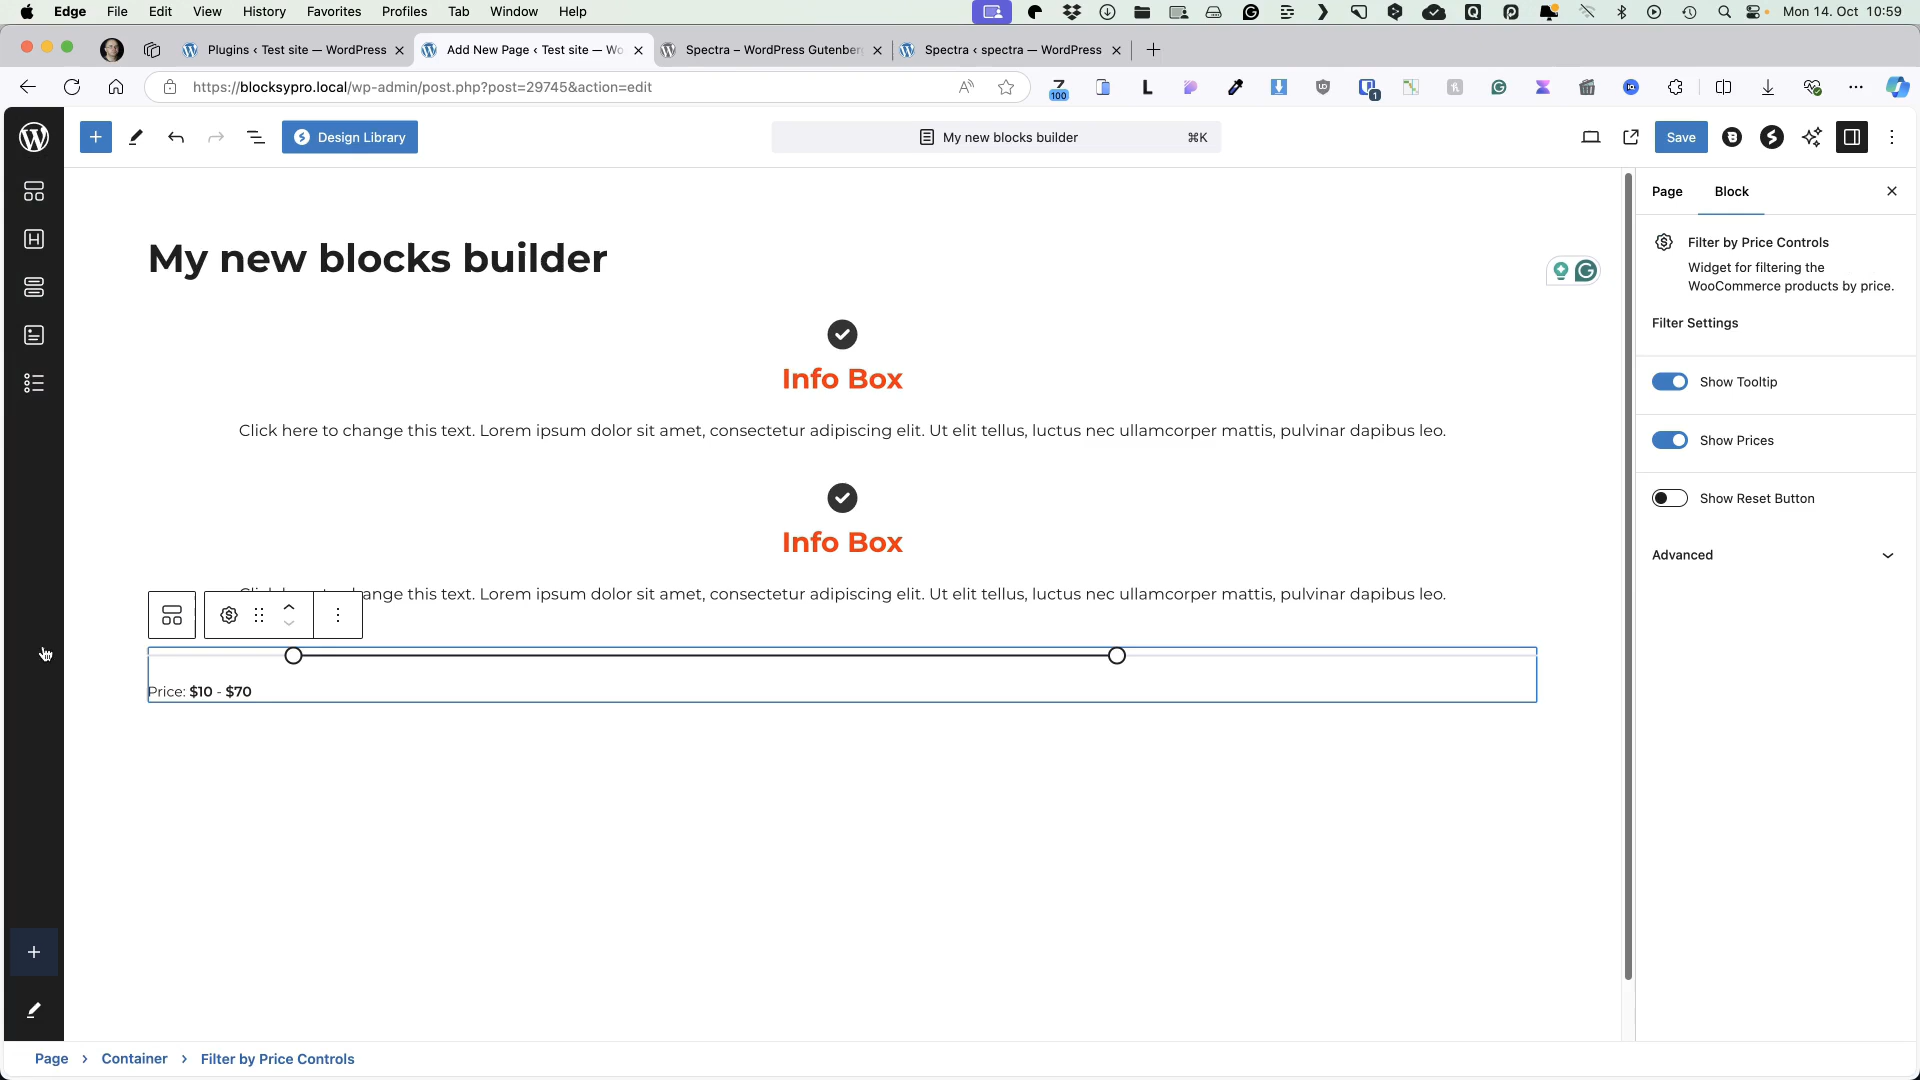 Edge File Edit View History Favorites Profiles Tab Window Help Mon 14. Oct 10:59
Plugins ‹ Test site — WordPress
Add New Page ‹ Test site — Wo
Spectra – WordPress Gutenber
Spectra ‹ spectra — WordPress
https://blocksypro.local/wp-admin/post.php?post=29745&action=edit
100
1
Design Library
My new blocks builder ⌘K
Save
Page Block
My new blocks builder
Filter by Price Controls
Widget for filtering the
WooCommerce products by price.
Filter Settings
Show Tooltip
Show Prices
Show Reset Button
Advanced
Info Box
Click here to change this text. Lorem ipsum dolor sit amet, consectetur adipiscing elit. Ut elit tellus, luctus nec ullamcorper mattis, pulvinar dapibus leo.
Info Box
ange this text. Lorem ipsum dolor sit amet, consectetur adipiscing elit. Ut elit tellus, luctus nec ullamcorper mattis, pulvinar dapibus leo.
Price: $10 - $70
Page › Container › Filter by Price Controls